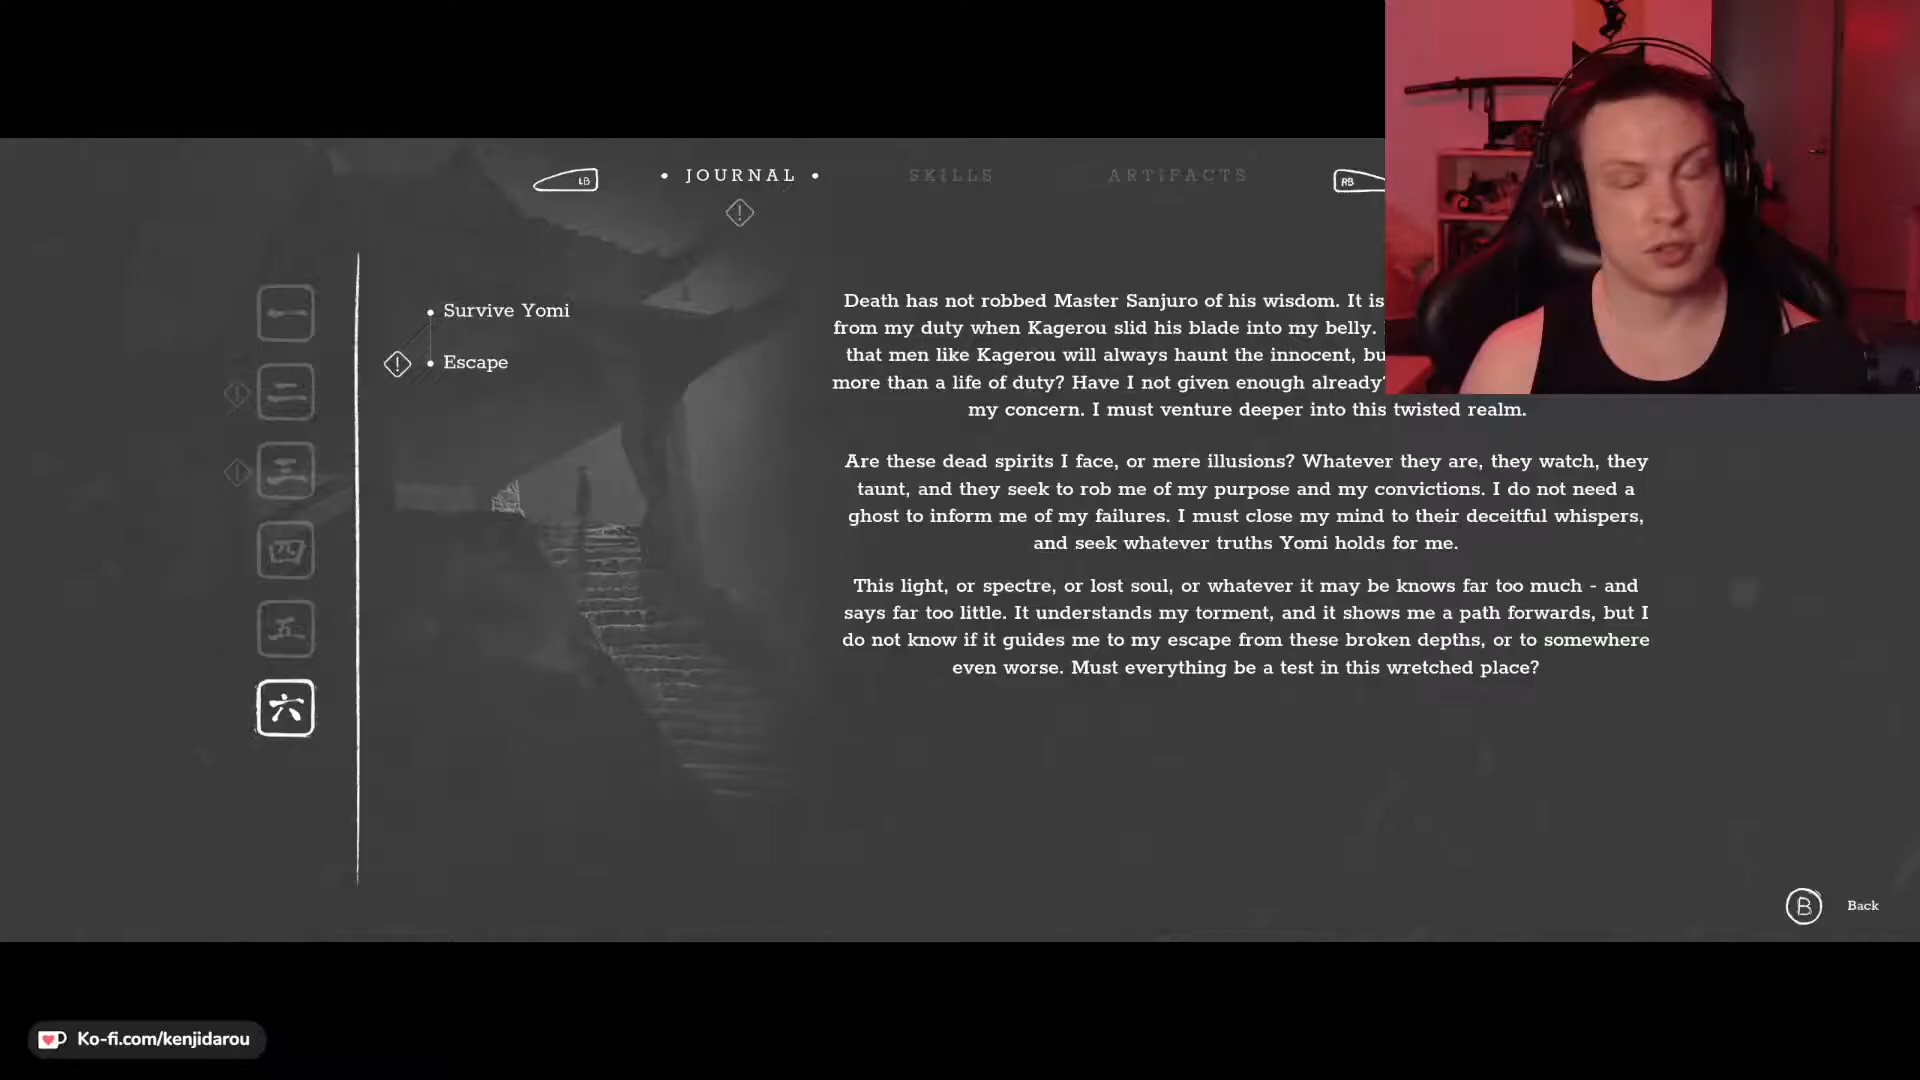 LB
• JOURNAL •
SKILLS
ARTIFACTS
RB
一
二
三
四
五
六
Survive Yomi
Escape
Death has not robbed Master Sanjuro of his wisdom. It is
from my duty when Kagerou slid his blade into my belly.
that men like Kagerou will always haunt the innocent, bu
more than a life of duty? Have I not given enough already?
my concern. I must venture deeper into this twisted realm.
Are these dead spirits I face, or mere illusions? Whatever they are, they watch, they
taunt, and they seek to rob me of my purpose and my convictions. I do not need a
ghost to inform me of my failures. I must close my mind to their deceitful whispers,
and seek whatever truths Yomi holds for me.
This light, or spectre, or lost soul, or whatever it may be knows far too much - and
says far too little. It understands my torment, and it shows me a path forwards, but I
do not know if it guides me to my escape from these broken depths, or to somewhere
even worse. Must everything be a test in this wretched place?
B Back
Ko-fi.com/kenjidarou